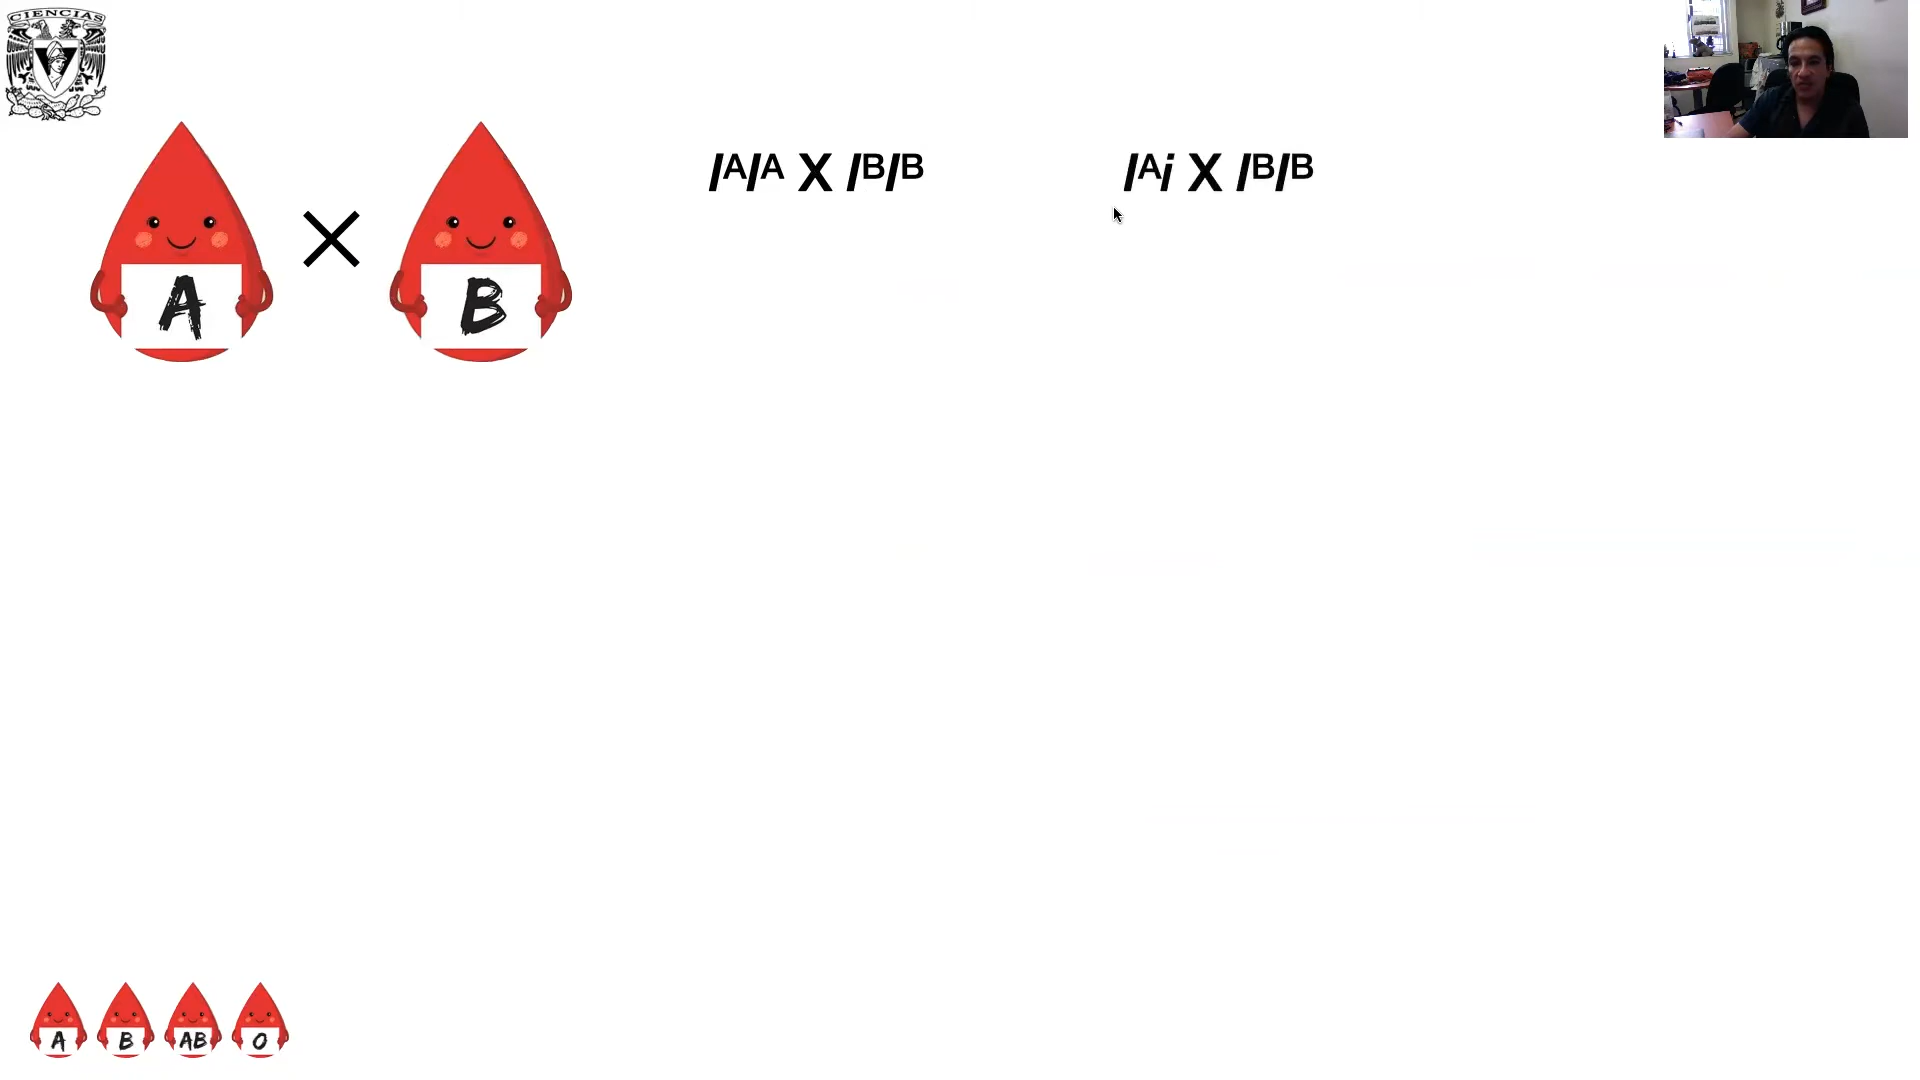 CIENCIAS
A × B
IᴬIᴬ X IᴮIᴮ
Iᴬi X IᴮIᴮ
A B AB O